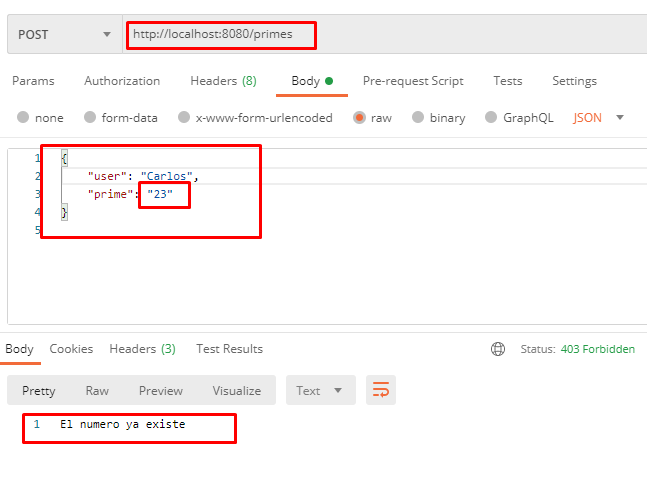 POST http://localhost:8080/primes
Params Authorization Headers (8) Body Pre-request Script Tests Settings
none form-data x-www-form-urlencoded raw binary GraphQL JSON
1 {
2 "user": "Carlos",
3 "prime": "23"
4 }
5
Body Cookies Headers (3) Test Results Status: 403 Forbidden
Pretty Raw Preview Visualize Text
1 El numero ya existe